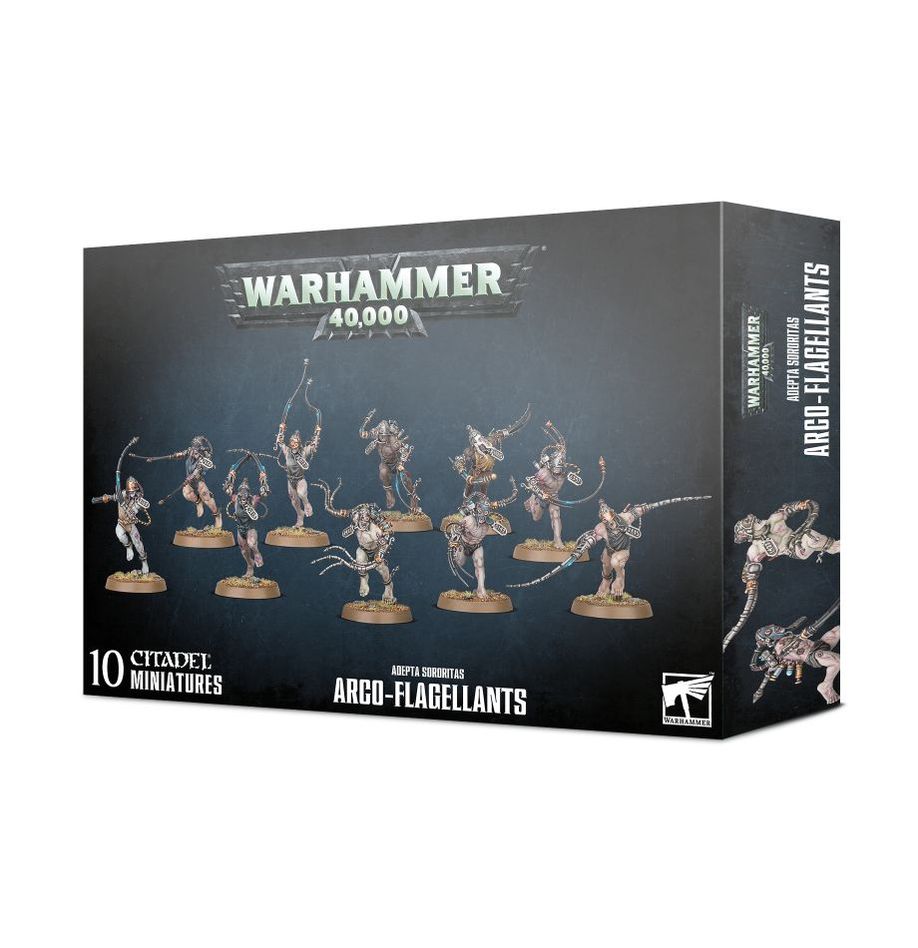 WARHAMMER
40,000
10 CITADEL
MINIATURES
ADEPTA SORORITAS
ARCO-FLAGELLANTS
WARHAMMER
WARHAMMER
40,000
ADEPTA SORORITAS
ARCO-FLAGELLANTS